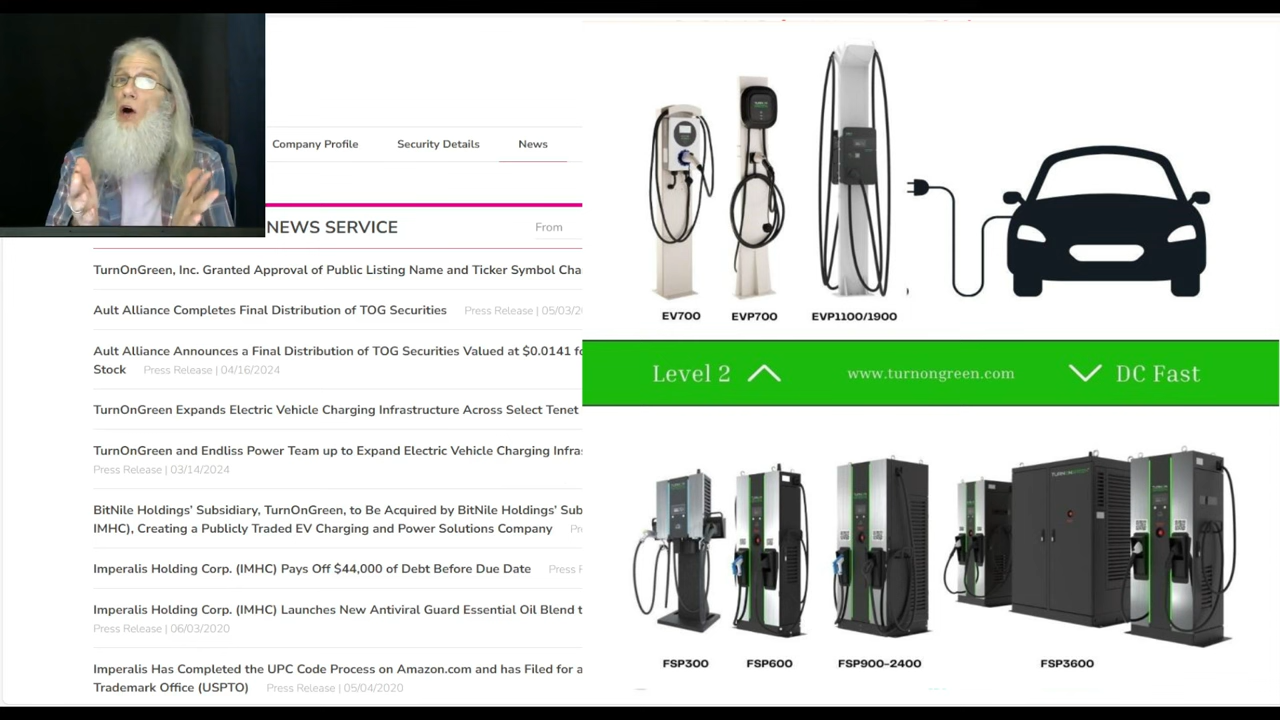 Company Profile
Security Details
News
NEWS SERVICE
From
TurnOnGreen, Inc. Granted Approval of Public Listing Name and Ticker Symbol Cha
Ault Alliance Completes Final Distribution of TOG Securities Press Release | 05/03/2
Ault Alliance Announces a Final Distribution of TOG Securities Valued at $0.0141 fo
Stock Press Release | 04/16/2024
TurnOnGreen Expands Electric Vehicle Charging Infrastructure Across Select Tenet
TurnOnGreen and Endliss Power Team up to Expand Electric Vehicle Charging Infras
Press Release | 03/14/2024
BitNile Holdings' Subsidiary, TurnOnGreen, to Be Acquired by BitNile Holdings' Sub
IMHC), Creating a Publicly Traded EV Charging and Power Solutions Company Pr
Imperalis Holding Corp. (IMHC) Pays Off $44,000 of Debt Before Due Date Press F
Imperalis Holding Corp. (IMHC) Launches New Antiviral Guard Essential Oil Blend t
Press Release | 06/03/2020
Imperalis Has Completed the UPC Code Process on Amazon.com and has Filed for a
Trademark Office (USPTO) Press Release | 05/04/2020
EV700
EVP700
EVP1100/1900
Level 2
www.turnongreen.com
DC Fast
FSP300
FSP600
FSP900-2400
FSP3600